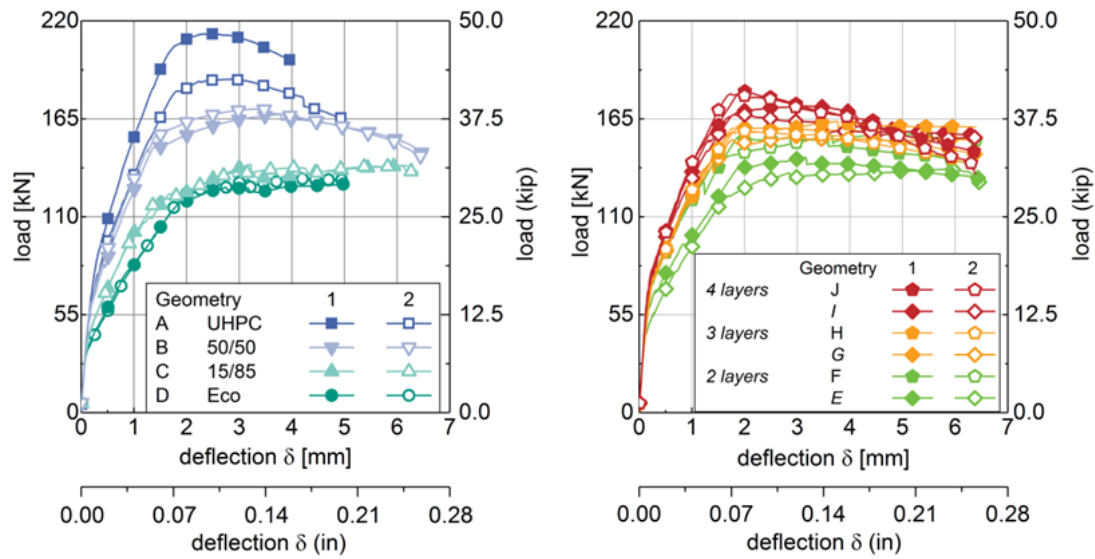 220
165
110
55
0
load [kN]
50.0
37.5
25.0
12.5
0.0
load (kip)
Geometry 1 2
A UHPC
B 50/50
C 15/85
D Eco
0 1 2 3 4 5 6 7
deflection δ [mm]
0.00 0.07 0.14 0.21 0.28
deflection δ (in)
220
165
110
55
0
load [kN]
50.0
37.5
25.0
12.5
0.0
load (kip)
Geometry 1 2
4 layers J
I
3 layers H
G
2 layers F
E
0 1 2 3 4 5 6 7
deflection δ [mm]
0.00 0.07 0.14 0.21 0.28
deflection δ (in)